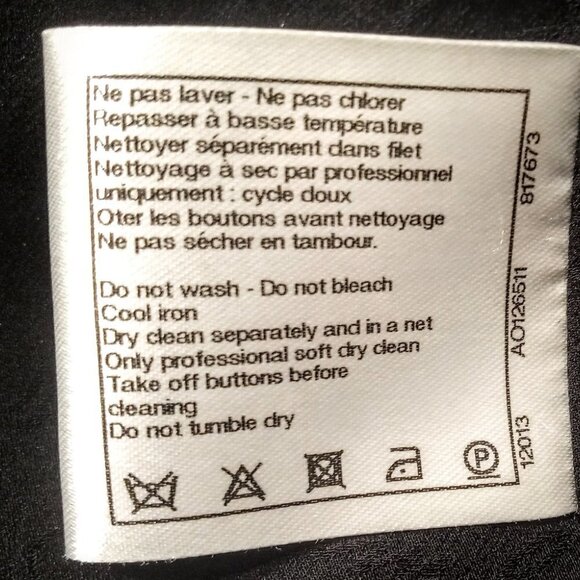 Ne pas laver - Ne pas chlorer
Repasser à basse température
Nettoyer séparément dans filet
Nettoyage à sec par professionnel
uniquement : cycle doux
Oter les boutons avant nettoyage
Ne pas sécher en tambour.
Do not wash - Do not bleach
Cool iron
Dry clean separately and in a net
Only professional soft dry clean
Take off buttons before
cleaning
Do not tumble dry
P
12013 AO126511 817673